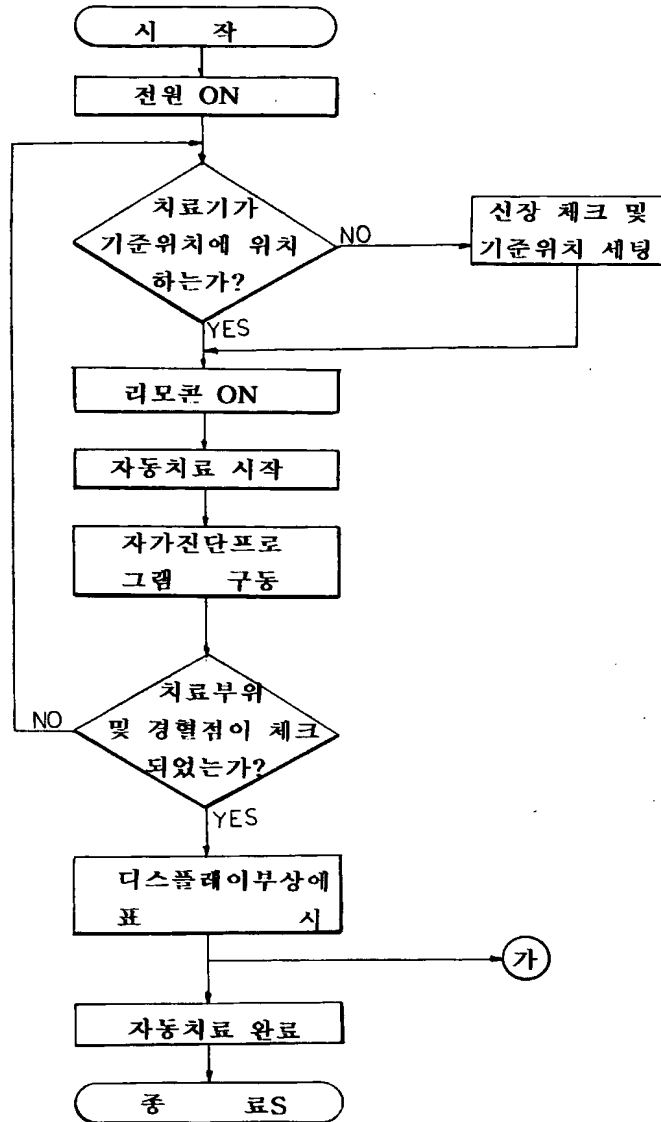 시 작
전원 ON
치료기가
기준위치에 위치
하는가?
NO
신장 체크 및
기준위치 세팅
YES
리모콘 ON
자동치료 시작
자가진단프로
그램 구동
치료부위
및 경혈점이 체크
되었는가?
NO
YES
디스플레이부상에
표 시
가
자동치료 완료
종 료S